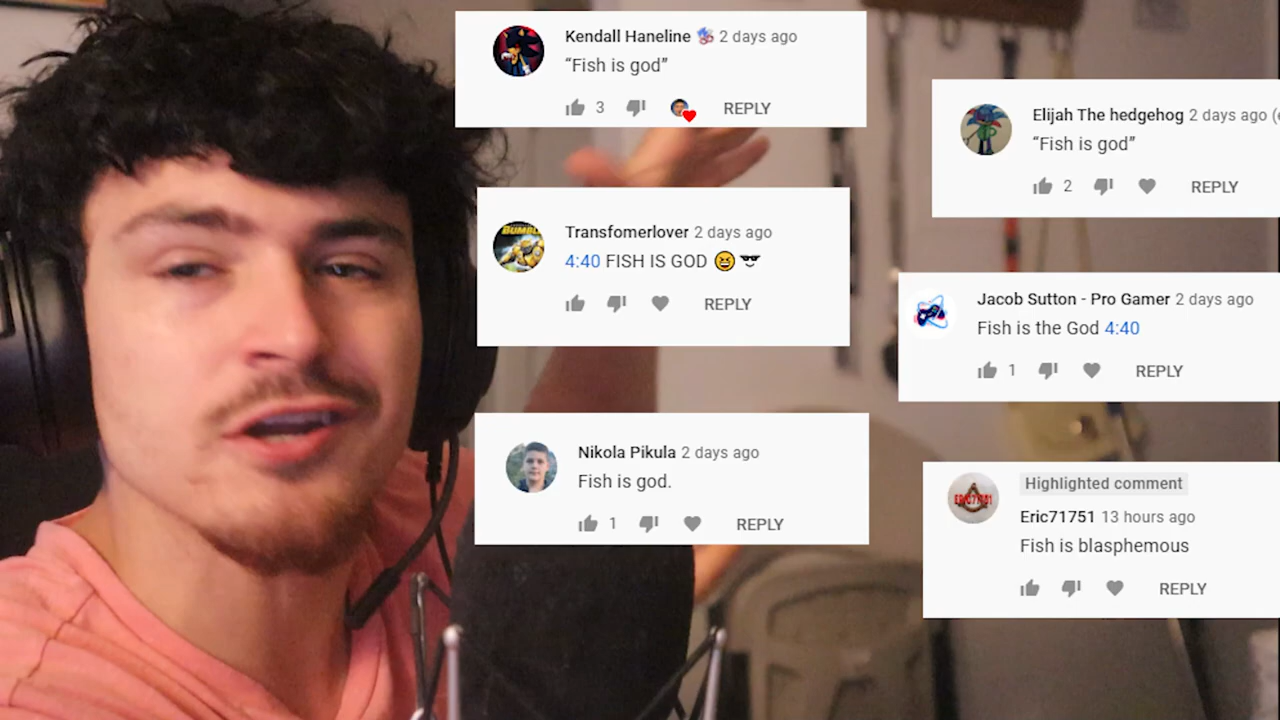 Kendall Haneline 2 days ago
“Fish is god”
3 REPLY
Elijah The hedgehog 2 days ago (
“Fish is god”
2 REPLY
Transfomerlover 2 days ago
4:40 FISH IS GOD 😆 🕶
REPLY
Jacob Sutton - Pro Gamer 2 days ago
Fish is the God 4:40
1 REPLY
Nikola Pikula 2 days ago
Fish is god.
1 REPLY
Highlighted comment
Eric71751 13 hours ago
Fish is blasphemous
REPLY
BUMBL
ERIC71751